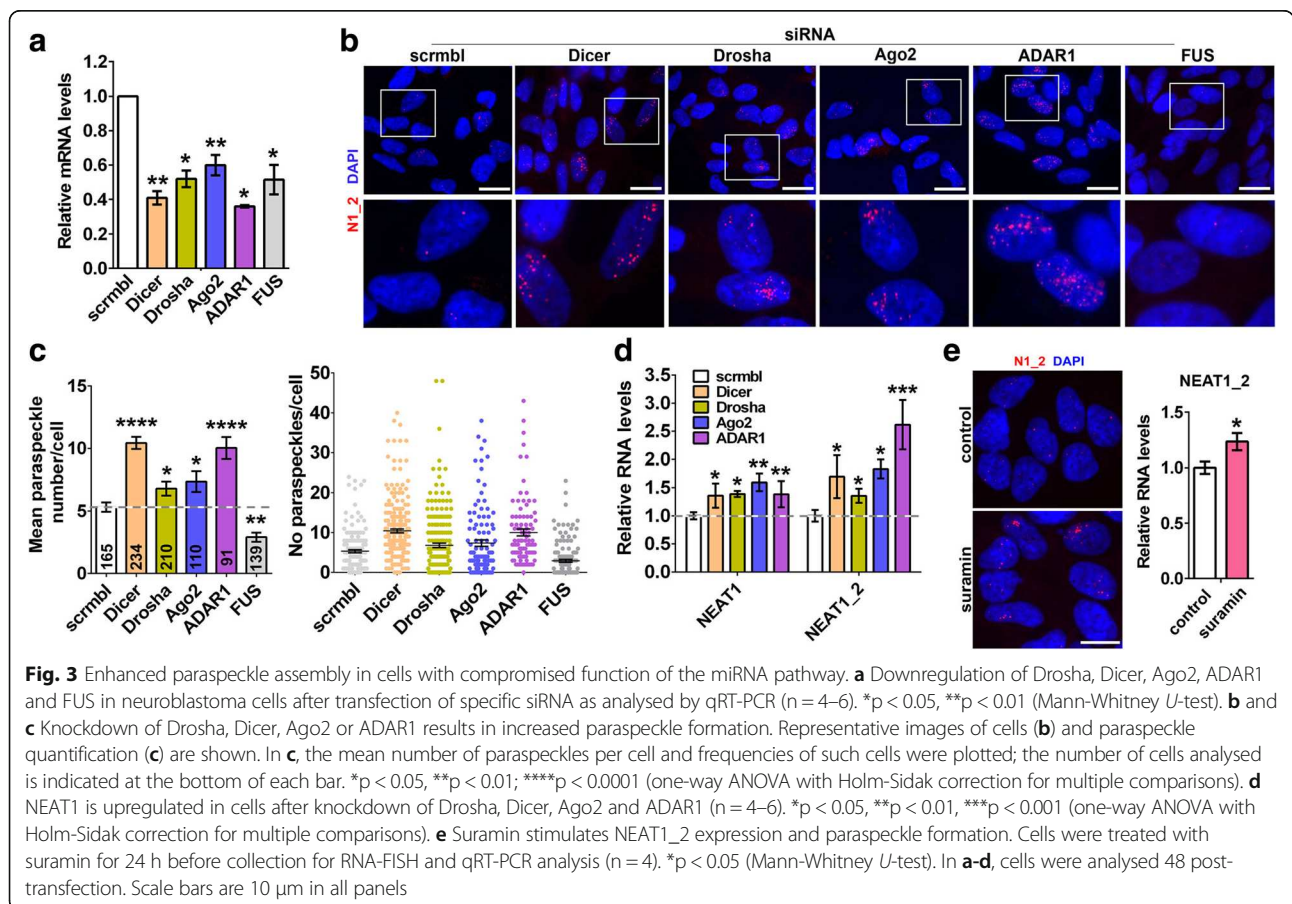 a
Relative mRNA levels
1.0
0.8
0.6
0.4
0.2
0.0
** * ** * *
scrmbl Dicer Drosha Ago2 ADAR1 FUS
b
siRNA
scrmbl Dicer Drosha Ago2 ADAR1 FUS
N1_2 DAPI
c
Mean paraspeckle
number/cell
15
10
5
0
**** * * **** **
165 234 210 110 91 139
scrmbl Dicer Drosha Ago2 ADAR1 FUS
No paraspeckles/cell
50
40
30
20
10
0
scrmbl Dicer Drosha Ago2 ADAR1 FUS
d
Relative RNA levels
3.5
3.0
2.5
2.0
1.5
1.0
0.5
0.0
scrmbl
Dicer
Drosha
Ago2
ADAR1
* * ** ** * * * ***
NEAT1 NEAT1_2
e
N1_2 DAPI
control
suramin
NEAT1_2
Relative RNA levels
1.5
1.0
0.5
0.0
*
control suramin
Fig. 3 Enhanced paraspeckle assembly in cells with compromised function of the miRNA pathway. a Downregulation of Drosha, Dicer, Ago2, ADAR1
and FUS in neuroblastoma cells after transfection of specific siRNA as analysed by qRT-PCR (n = 4–6). *p < 0.05, **p < 0.01 (Mann-Whitney U-test). b and
c Knockdown of Drosha, Dicer, Ago2 or ADAR1 results in increased paraspeckle formation. Representative images of cells (b) and paraspeckle
quantification (c) are shown. In c, the mean number of paraspeckles per cell and frequencies of such cells were plotted; the number of cells analysed
is indicated at the bottom of each bar. *p < 0.05, **p < 0.01; ****p < 0.0001 (one-way ANOVA with Holm-Sidak correction for multiple comparisons). d
NEAT1 is upregulated in cells after knockdown of Drosha, Dicer, Ago2 and ADAR1 (n = 4–6). *p < 0.05, **p < 0.01, ***p < 0.001 (one-way ANOVA with
Holm-Sidak correction for multiple comparisons). e Suramin stimulates NEAT1_2 expression and paraspeckle formation. Cells were treated with
suramin for 24 h before collection for RNA-FISH and qRT-PCR analysis (n = 4). *p < 0.05 (Mann-Whitney U-test). In a-d, cells were analysed 48 post-
transfection. Scale bars are 10 μm in all panels